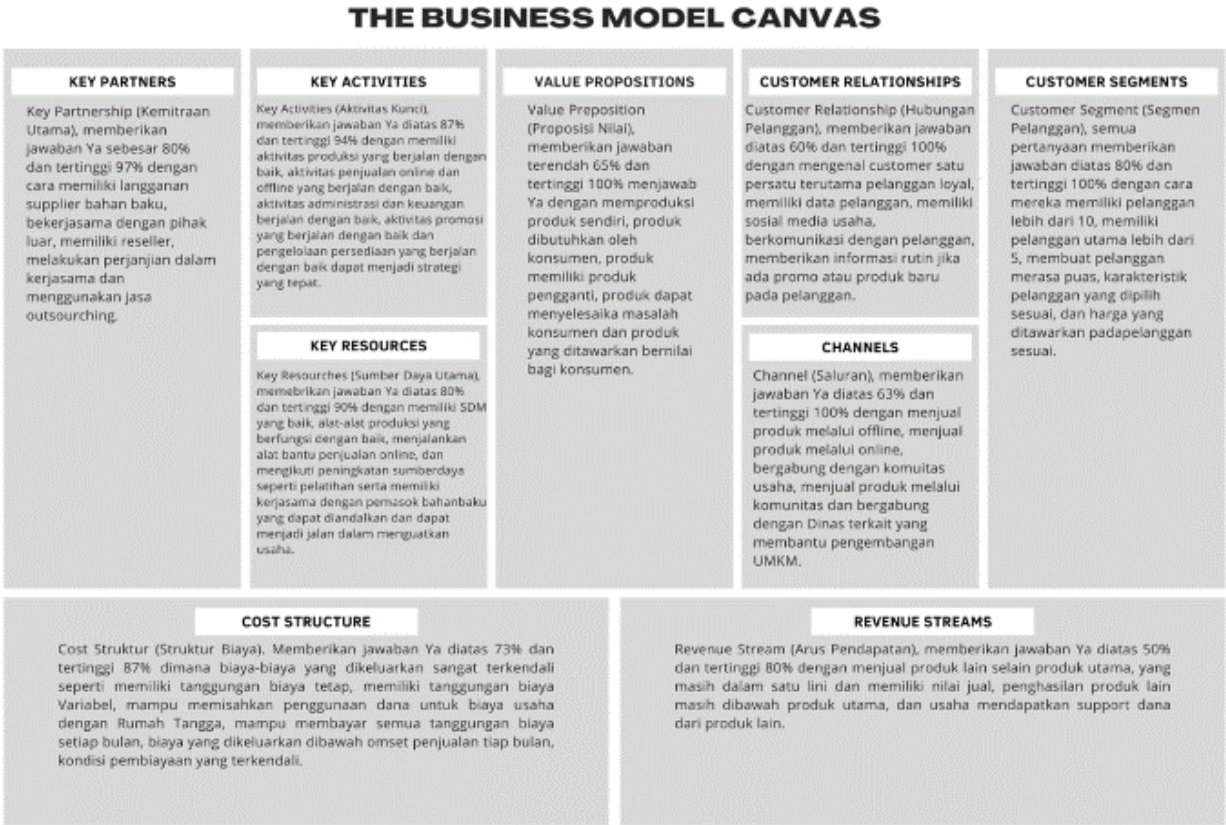 THE BUSINESS MODEL CANVAS
KEY PARTNERS
Key Partnership (Kemitraan
Utama), memberikan
jawaban Ya sebesar 80%
dan tertinggi 97% dengan
cara memiliki langganan
supplier bahan baku,
bekerjasama dengan pihak
luar, memiliki reseller,
melakukan perjanjian dalam
kerjasama dan
menggunakan jasa
outsourching.
KEY ACTIVITIES
Key Activities (Aktivitas Kunci),
memberikan jawaban Ya diatas 87%
dan tertinggi 94% dengan memiliki
aktivitas produksi yang berjalan dengan
baik, aktivitas penjualan online dan
offline yang berjalan dengan baik,
aktivitas administrasi dan keuangan
berjalan dengan baik, aktivitas promosi
yang berjalan dengan baik dan
pengelolaan persediaan yang berjalan
dengan baik dapat menjadi strategi
yang tepat.
KEY RESOURCES
Key Resourches (Sumber Daya Utama),
memebrikan jawaban Ya diatas 80%
dan tertinggi 90% dengan memiliki SDM
yang baik, alat-alat produksi yang
berfungsi dengan baik, menjalankan
alat bantu penjualan online, dan
mengikuti peningkatan sumberdaya
seperti pelatihan serta memiliki
kerjasama dengan pemasok bahanbaku
yang dapat diandalkan dan dapat
menjadi jalan dalam menguatkan
usaha.
VALUE PROPOSITIONS
Value Preposition
(Proposisi Nilai),
memberikan jawaban
terendah 65% dan
tertinggi 100% menjawab
Ya dengan memproduksi
produk sendiri, produk
dibutuhkan oleh
konsumen, produk
memiliki produk
pengganti, produk dapat
menyelesaika masalah
konsumen dan produk
yang ditawarkan bernilai
bagi konsumen.
CUSTOMER RELATIONSHIPS
Customer Relationship (Hubungan
Pelanggan), memberikan jawaban
diatas 60% dan tertinggi 100%
dengan mengenal customer satu
persatu terutama pelanggan loyal,
memiliki data pelanggan, memiliki
sosial media usaha,
berkomunikasi dengan pelanggan,
memberikan informasi rutin jika
ada promo atau produk baru
pada pelanggan.
CHANNELS
Channel (Saluran), memberikan
jawaban Ya diatas 63% dan
tertinggi 100% dengan menjual
produk melalui offline, menjual
produk melalui online,
bergabung dengan komuitas
usaha, menjual produk melalui
komunitas dan bergabung
dengan Dinas terkait yang
membantu pengembangan
UMKM.
CUSTOMER SEGMENTS
Customer Segment (Segmen
Pelanggan), semua
pertanyaan memberikan
jawaban diatas 80% dan
tertinggi 100% dengan cara
mereka memiliki pelanggan
lebih dari 10, memiliki
pelanggan utama lebih dari
5, membuat pelanggan
merasa puas, karakteristik
pelanggan yang dipilih
sesuai, dan harga yang
ditawarkan padapelanggan
sesuai.
COST STRUCTURE
Cost Struktur (Struktur Biaya). Memberikan jawaban Ya diatas 73% dan
tertinggi 87% dimana biaya-biaya yang dikeluarkan sangat terkendali
seperti memiliki tanggungan biaya tetap, memiliki tanggungan biaya
Variabel, mampu memisahkan penggunaan dana untuk biaya usaha
dengan Rumah Tangga, mampu membayar semua tanggungan biaya
setiap bulan, biaya yang dikeluarkan dibawah omset penjualan tiap bulan,
kondisi pembiayaan yang terkendali.
REVENUE STREAMS
Revenue Stream (Arus Pendapatan), memberikan jawaban Ya diatas 50%
dan tertinggi 80% dengan menjual produk lain selain produk utama, yang
masih dalam satu lini dan memiliki nilai jual, penghasilan produk lain
masih dibawah produk utama, dan usaha mendapatkan support dana
dari produk lain.